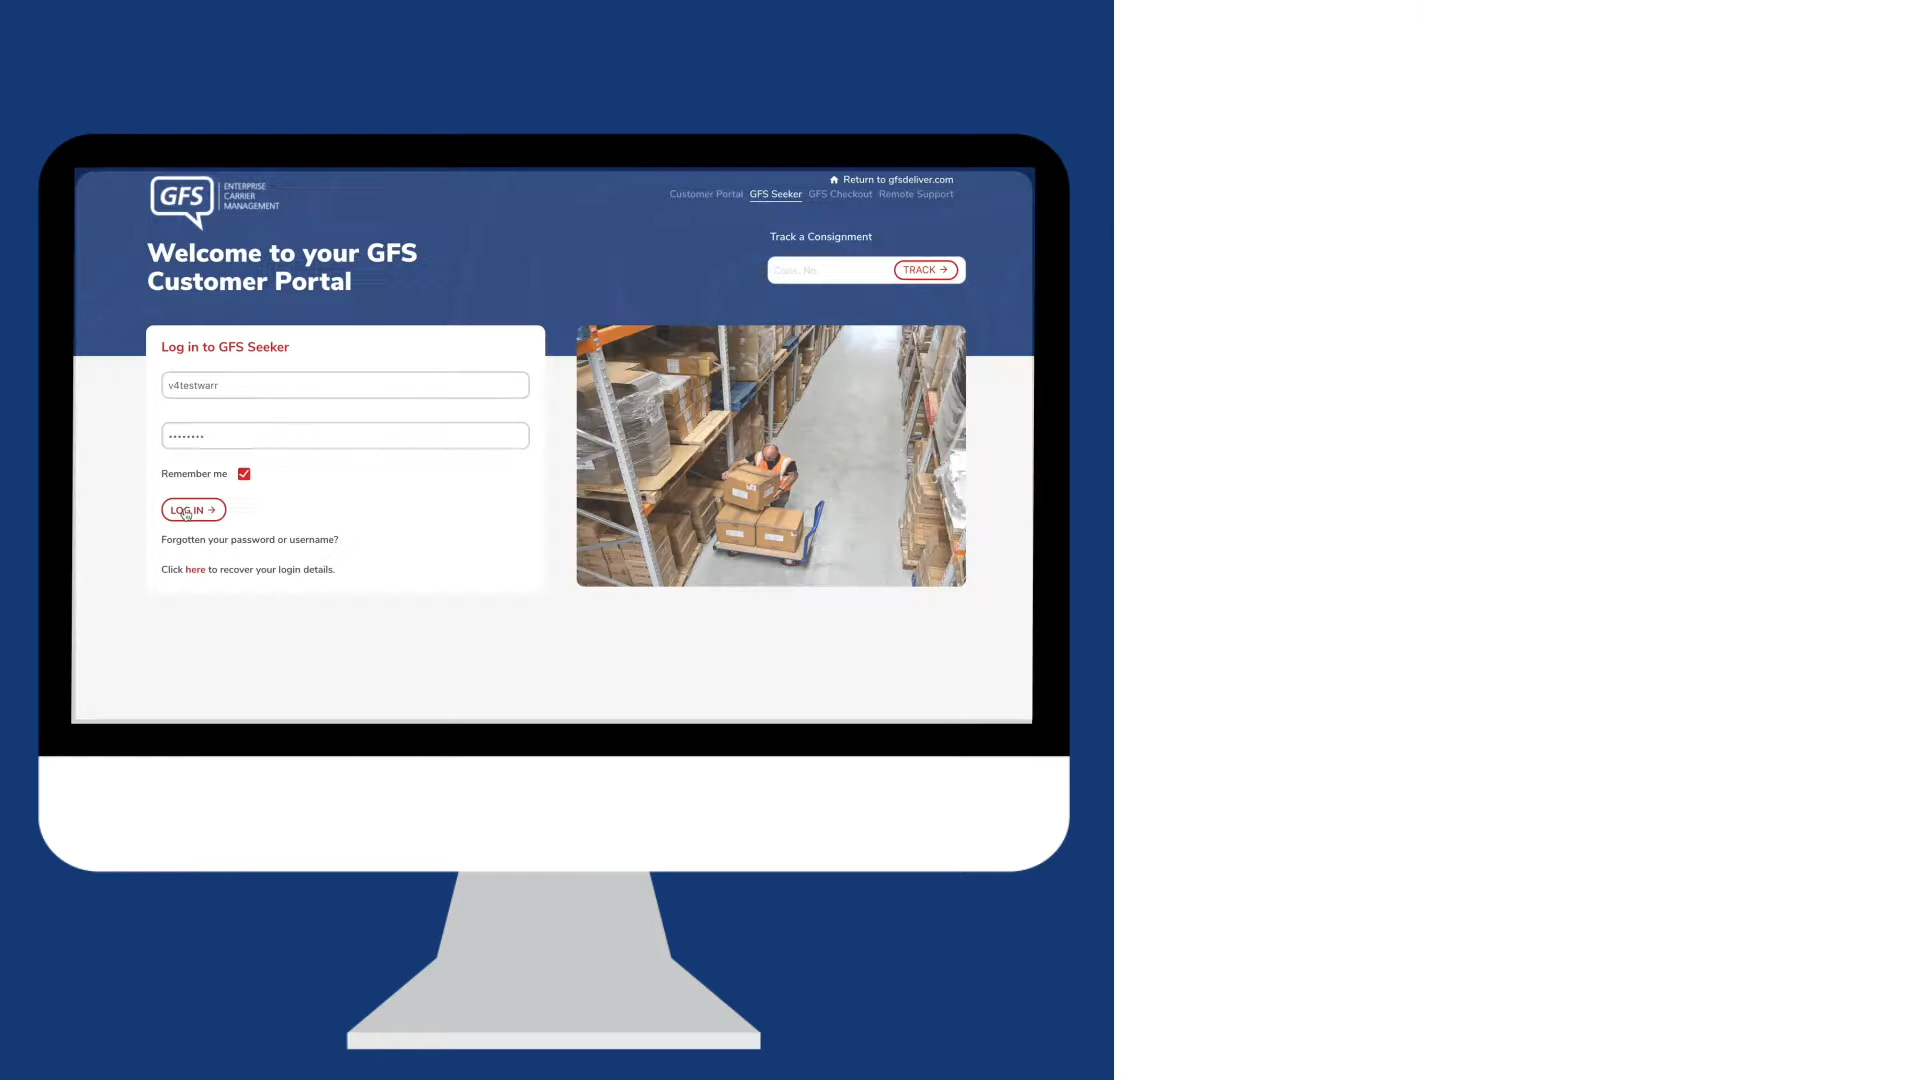 GFS
ENTERPRISE
CARRIER
MANAGEMENT
Return to gfsdeliver.com
Customer Portal GFS Seeker GFS Checkout Remote Support
Welcome to your GFS
Customer Portal
Track a Consignment
Cons. No.
TRACK →
Log in to GFS Seeker
v4testwarr
••••••••
Remember me
LOG IN →
Forgotten your password or username?
Click here to recover your login details.